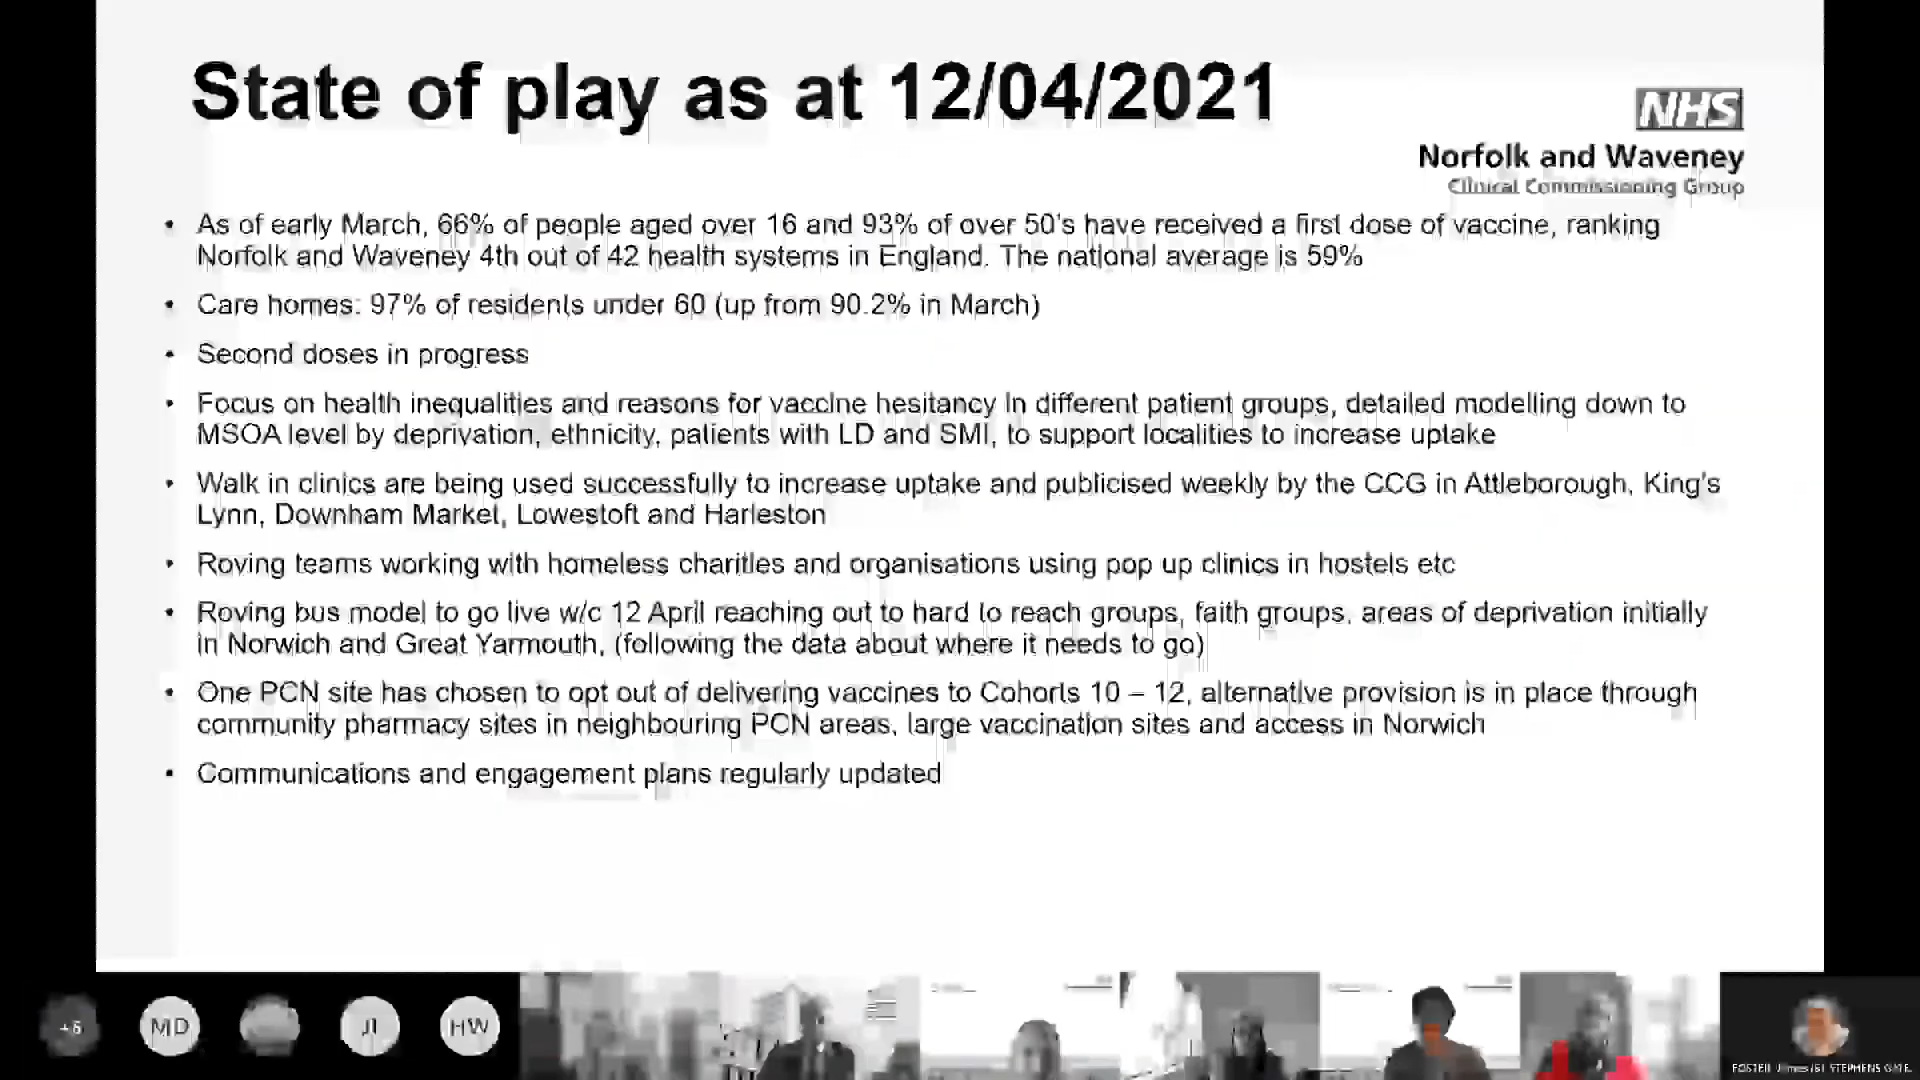 State of play as at 12/04/2021
NHS
Norfolk and Waveney
Clinical Commissioning Group
• As of early March, 66% of people aged over 16 and 93% of over 50's have received a first dose of vaccine, ranking
Norfolk and Waveney 4th out of 42 health systems in England. The national average is 59%
• Care homes: 97% of residents under 60 (up from 90.2% in March)
• Second doses in progress
• Focus on health inequalities and reasons for vaccine hesitancy in different patient groups, detailed modelling down to
MSOA level by deprivation, ethnicity, patients with LD and SMI, to support localities to increase uptake
• Walk in clinics are being used successfully to increase uptake and publicised weekly by the CCG in Attleborough, King's
Lynn, Downham Market, Lowestoft and Harleston
• Roving teams working with homeless charities and organisations using pop up clinics in hostels etc
• Roving bus model to go live w/c 12 April reaching out to hard to reach groups, faith groups, areas of deprivation initially
in Norwich and Great Yarmouth, (following the data about where it needs to go)
• One PCN site has chosen to opt out of delivering vaccines to Cohorts 10 – 12, alternative provision is in place through
community pharmacy sites in neighbouring PCN areas, large vaccination sites and access in Norwich
• Communications and engagement plans regularly updated
MD
HW
STEPHENS